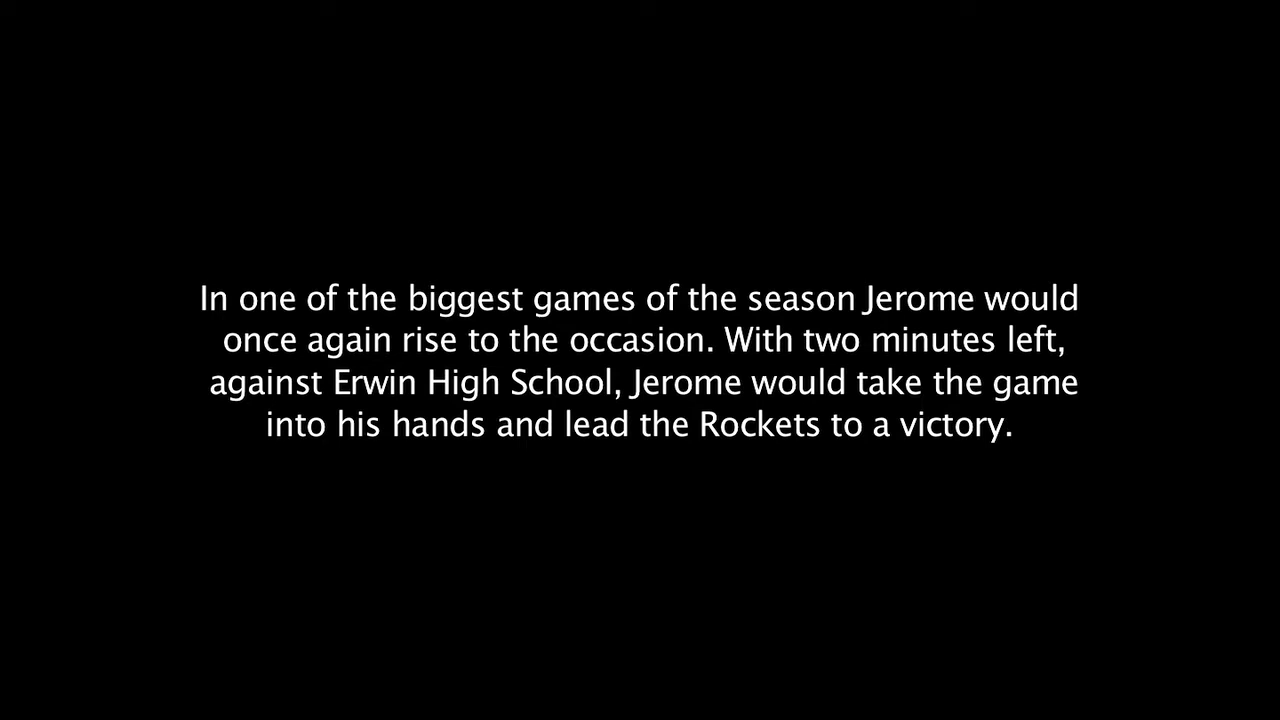 In one of the biggest games of the season Jerome would
once again rise to the occasion. With two minutes left,
against Erwin High School, Jerome would take the game
into his hands and lead the Rockets to a victory.